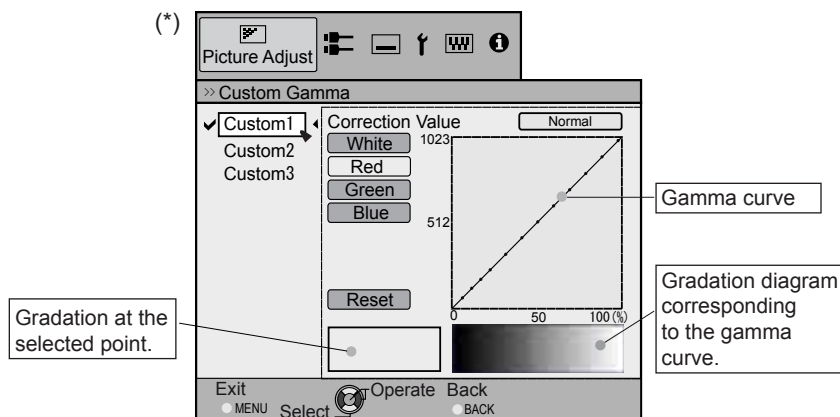 (*)
Picture Adjust
>> Custom Gamma
Custom1
Custom2
Custom3
Correction Value
Normal
White
Red
Green
Blue
Reset
1023
512
0
50
100 (%)
Gamma curve
Gradation diagram
corresponding
to the gamma
curve.
Gradation at the
selected point.
Exit
MENU
Select
Operate
Back
BACK